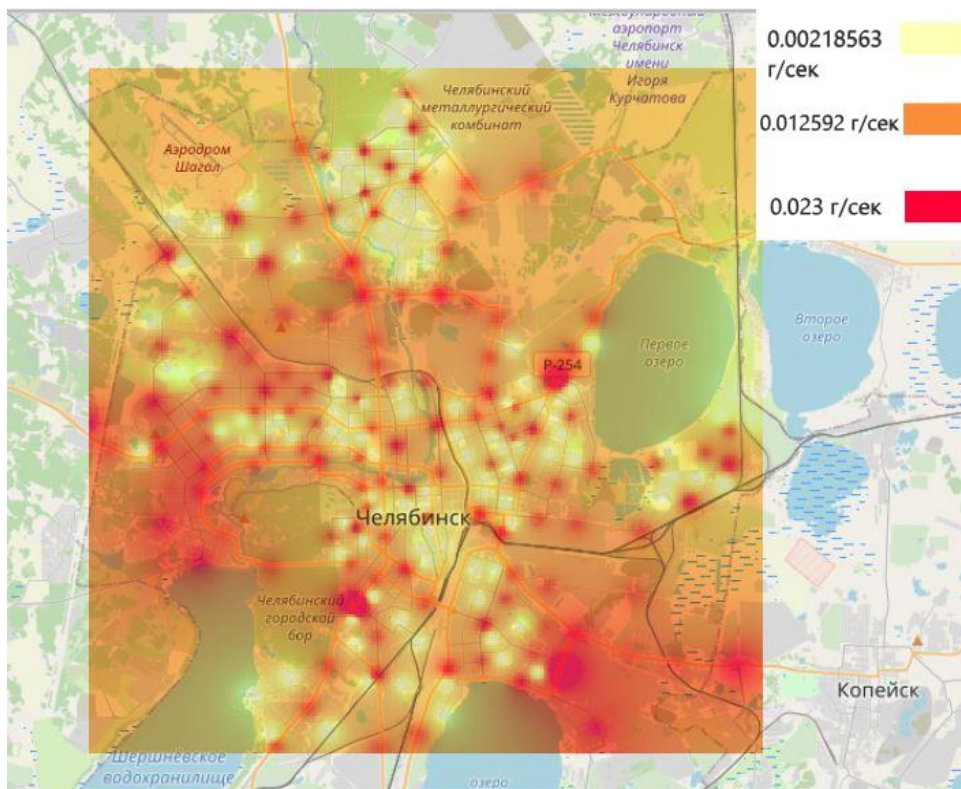 Международный
аэропорт
Челябинск
имени
Игоря
Курчатова
0.00218563
г/сек
0.012592 г/сек
0.023 г/сек
Челябинский
металлургический
комбинат
Аэродром
Шагол
Второе
озеро
Первое
озеро
Р-254
Челябинск
Челябинский
городской
бор
Копейск
Шершнёвское
водохранилище
озеро